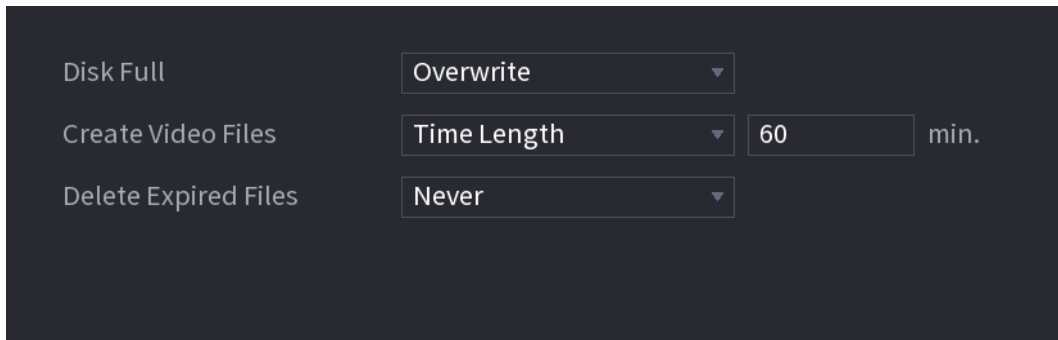 Disk Full Overwrite
Create Video Files Time Length 60 min.
Delete Expired Files Never